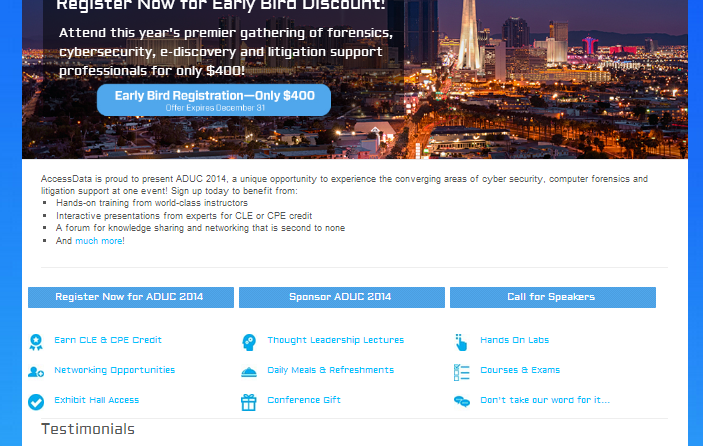 Register Now for Early Bird Discount!
Attend this year's premier gathering of forensics,
cybersecurity, e-discovery and litigation support
professionals for only $400!
Early Bird Registration—Only $400
Offer Expires December 31
AccessData is proud to present ADUC 2014, a unique opportunity to experience the converging areas of cyber security, computer forensics and
litigation support at one event! Sign up today to benefit from:
▪ Hands-on training from world-class instructors
▪ Interactive presentations from experts for CLE or CPE credit
▪ A forum for knowledge sharing and networking that is second to none
▪ And much more!
Register Now for ADUC 2014 Sponsor ADUC 2014 Call for Speakers
Earn CLE & CPE Credit Thought Leadership Lectures Hands On Labs
Networking Opportunities Daily Meals & Refreshments Courses & Exams
Exhibit Hall Access Conference Gift Don't take our word for it...
Testimonials